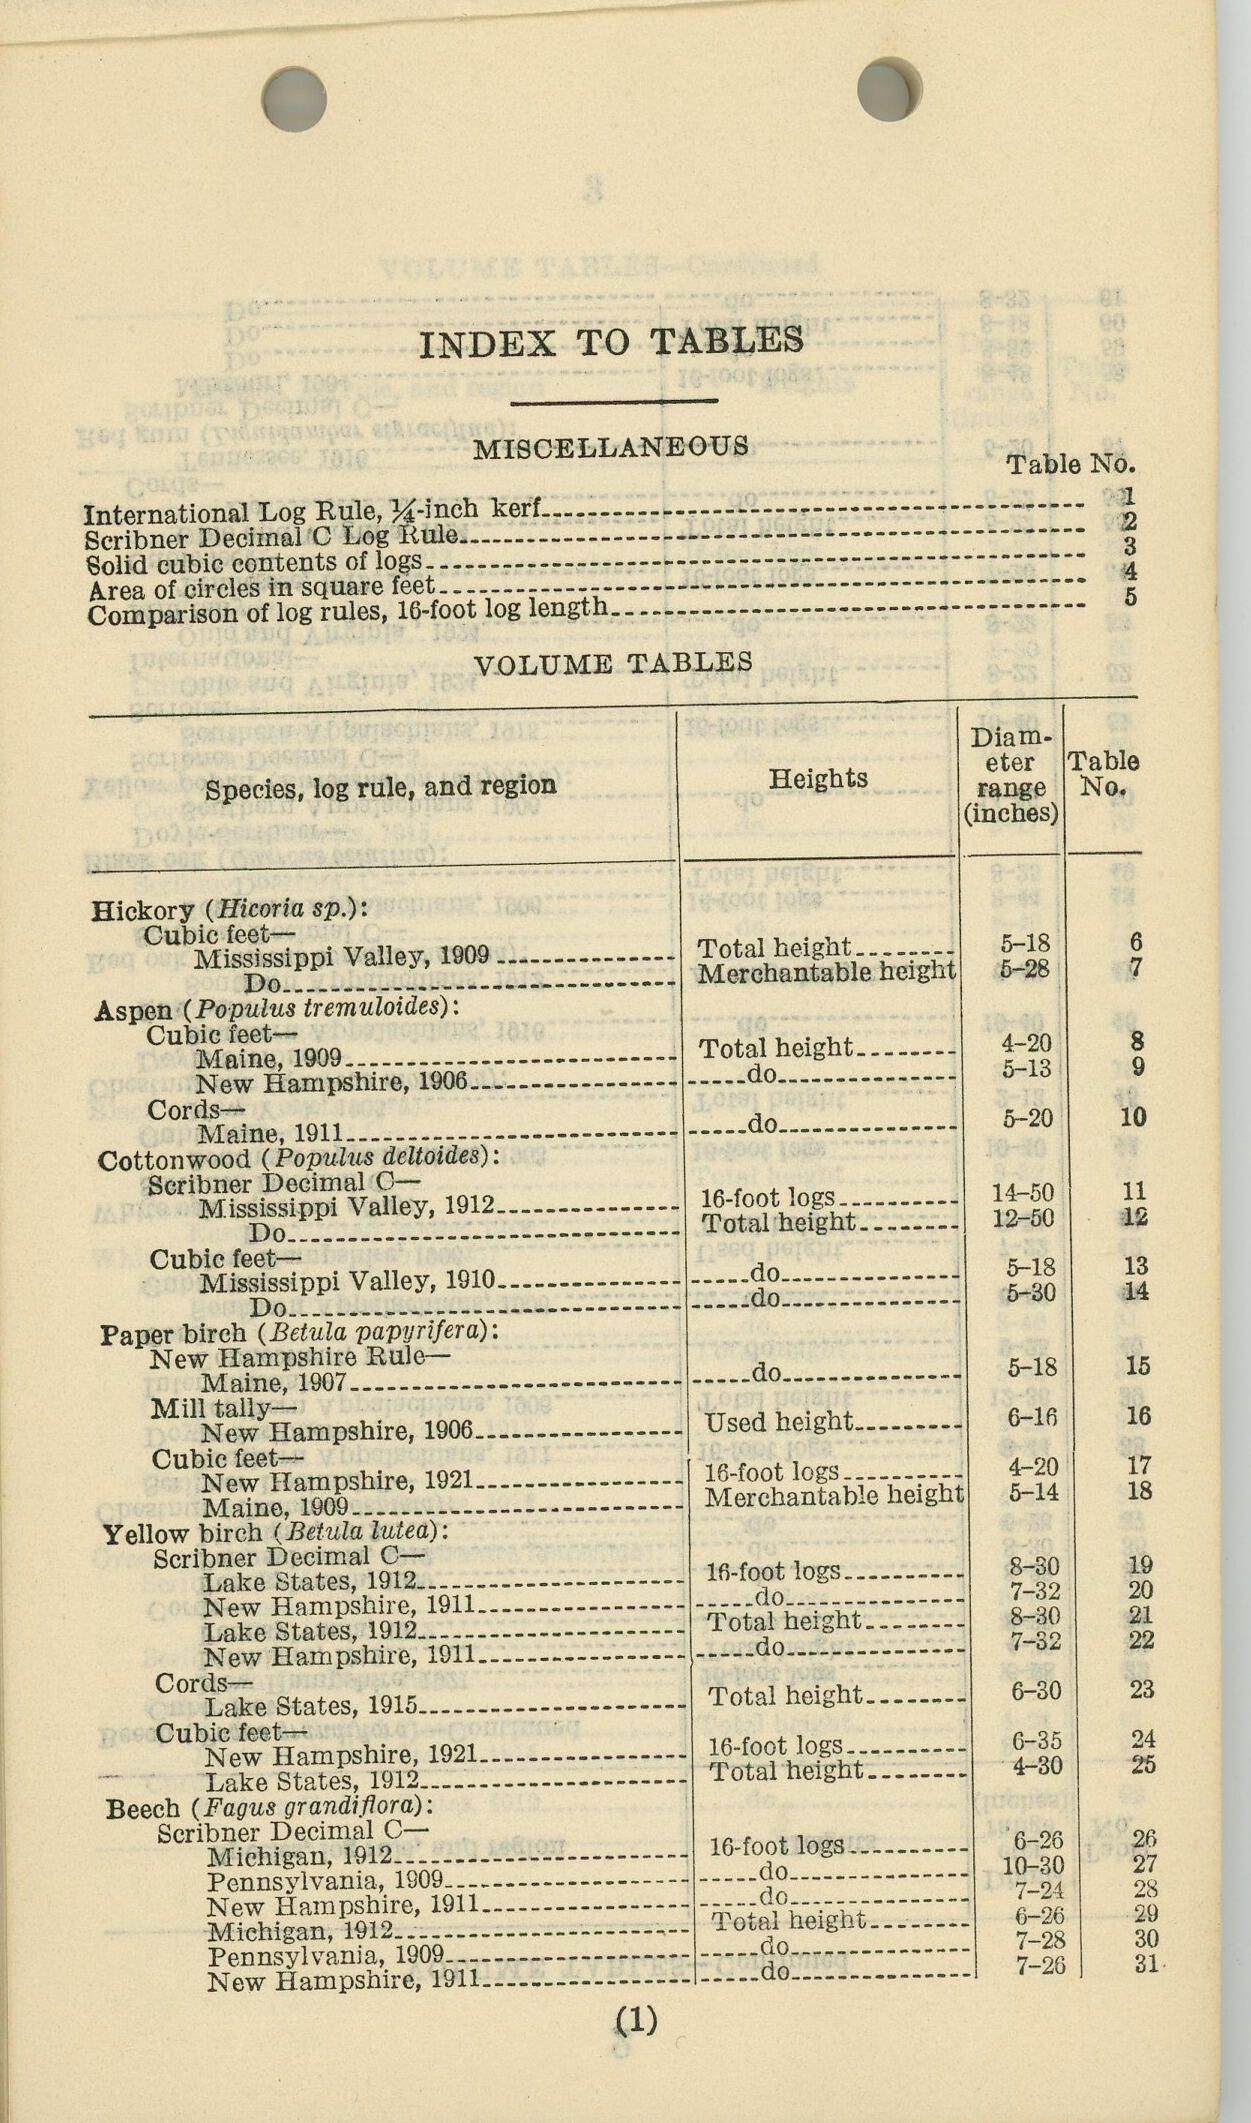 INDEX TO TABLES
MISCELLANEOUS
Table No.
International Log Rule, ¼-inch kerf 1
Scribner Decimal C Log Rule 2
Solid cubic contents of logs 3
Area of circles in square feet 4
Comparison of log rules, 16-foot log length 5
VOLUME TABLES
Species, log rule, and region | Heights | Diam-eter range (inches) | Table No.
Hickory (Hicoria sp.):
Cubic feet—
Mississippi Valley, 1909 | Total height | 5–18 | 6
Do | Merchantable height | 5–28 | 7
Aspen (Populus tremuloides):
Cubic feet—
Maine, 1909 | Total height | 4–20 | 8
New Hampshire, 1906 | do | 5–13 | 9
Cords—
Maine, 1911 | do | 5–20 | 10
Cottonwood (Populus deltoides):
Scribner Decimal C—
Mississippi Valley, 1912 | 16-foot logs | 14–50 | 11
Do | Total height | 12–50 | 12
Cubic feet—
Mississippi Valley, 1910 | do | 5–18 | 13
Do | do | 5–30 | 14
Paper birch (Betula papyrifera):
New Hampshire Rule—
Maine, 1907 | do | 5–18 | 15
Mill tally—
New Hampshire, 1906 | Used height | 6–16 | 16
Cubic feet—
New Hampshire, 1921 | 16-foot logs | 4–20 | 17
Maine, 1909 | Merchantable height | 5–14 | 18
Yellow birch (Betula lutea):
Scribner Decimal C—
Lake States, 1912 | 16-foot logs | 8–30 | 19
New Hampshire, 1911 | do | 7–32 | 20
Lake States, 1912 | Total height | 8–30 | 21
New Hampshire, 1911 | do | 7–32 | 22
Cords—
Lake States, 1915 | Total height | 6–30 | 23
Cubic feet—
New Hampshire, 1921 | 16-foot logs | 6–35 | 24
Lake States, 1912 | Total height | 4–30 | 25
Beech (Fagus grandiflora):
Scribner Decimal C—
Michigan, 1912 | 16-foot logs | 6–26 | 26
Pennsylvania, 1909 | do | 10–30 | 27
New Hampshire, 1911 | do | 7–24 | 28
Michigan, 1912 | Total height | 6–26 | 29
Pennsylvania, 1909 | do | 7–28 | 30
New Hampshire, 1911 | do | 7–26 | 31
(1)